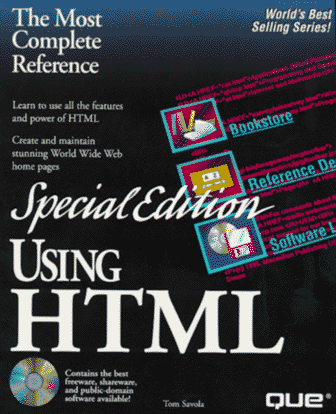 The Most
Complete
Reference
World's Best
Selling Series!
Learn to use all the features
and power of HTML
Create and maintain
stunning World Wide Web
home pages
Bookstore
Reference De
Software L
Special Edition
USING
HTML
Contains the best
freeware, shareware,
and public-domain
software available!
Tom Savola
QUE®